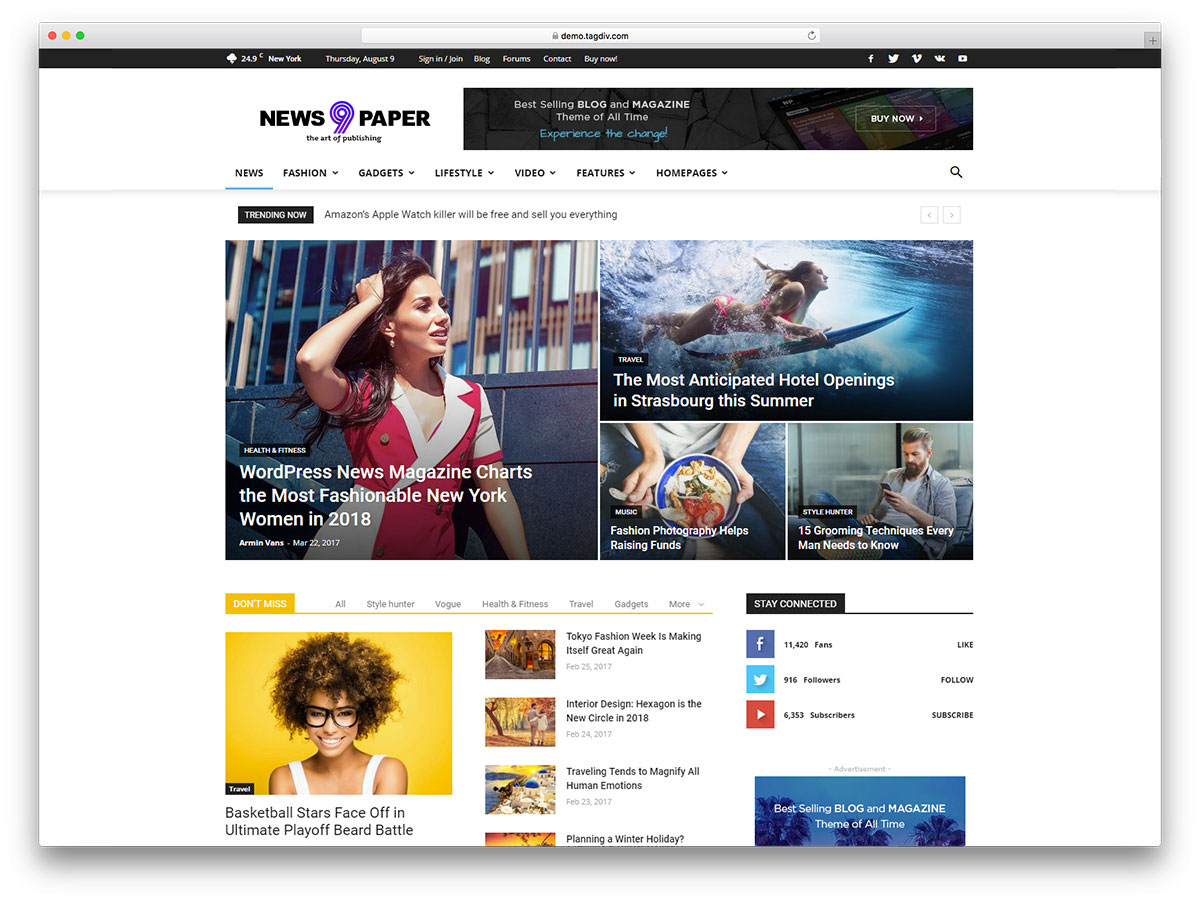 demo.tagdiv.com
24.9 C New York Thursday, August 9 Sign in / Join Blog Forums Contact Buy now!
NEWS 9 PAPER
the art of publishing
Best Selling BLOG and MAGAZINE
Theme of All Time
Experience the change!
BUY NOW
NEWS FASHION GADGETS LIFESTYLE VIDEO FEATURES HOMEPAGES
TRENDING NOW Amazon's Apple Watch killer will be free and sell you everything
HEALTH & FITNESS
WordPress News Magazine Charts
the Most Fashionable New York
Women in 2018
Armin Vans - Mar 22, 2017
TRAVEL
The Most Anticipated Hotel Openings
in Strasbourg this Summer
MUSIC
Fashion Photography Helps
Raising Funds
STYLE HUNTER
15 Grooming Techniques Every
Man Needs to Know
DON'T MISS All Style hunter Vogue Health & Fitness Travel Gadgets More
Travel
Basketball Stars Face Off in
Ultimate Playoff Beard Battle
Tokyo Fashion Week Is Making
Itself Great Again
Feb 25, 2017
Interior Design: Hexagon is the
New Circle in 2018
Feb 24, 2017
Traveling Tends to Magnify All
Human Emotions
Feb 23, 2017
Planning a Winter Holiday?
STAY CONNECTED
11,420 Fans LIKE
916 Followers FOLLOW
6,353 Subscribers SUBSCRIBE
- Advertisement -
Best Selling BLOG and MAGAZINE
Theme of All Time